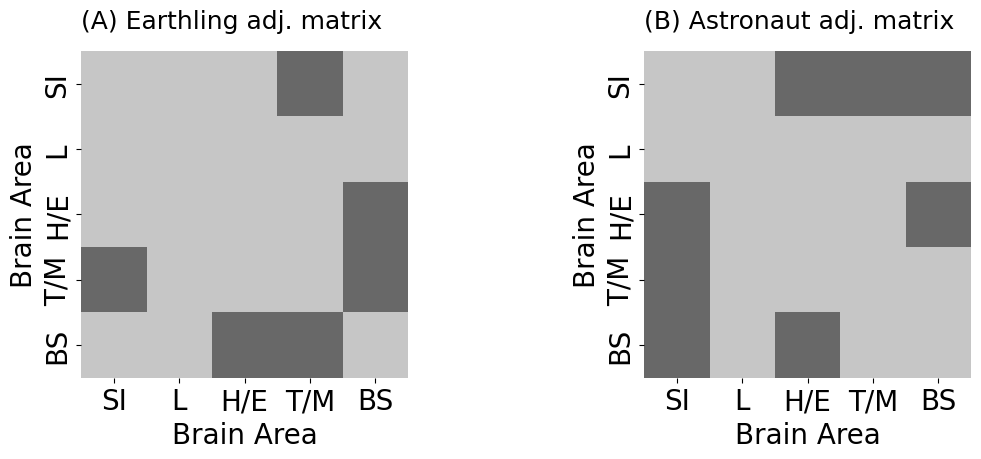 (A) Earthling adj. matrix
Brain Area
SI
L
H/E
T/M
BS
SI L H/E T/M BS
Brain Area
(B) Astronaut adj. matrix
Brain Area
SI
L
H/E
T/M
BS
SI L H/E T/M BS
Brain Area